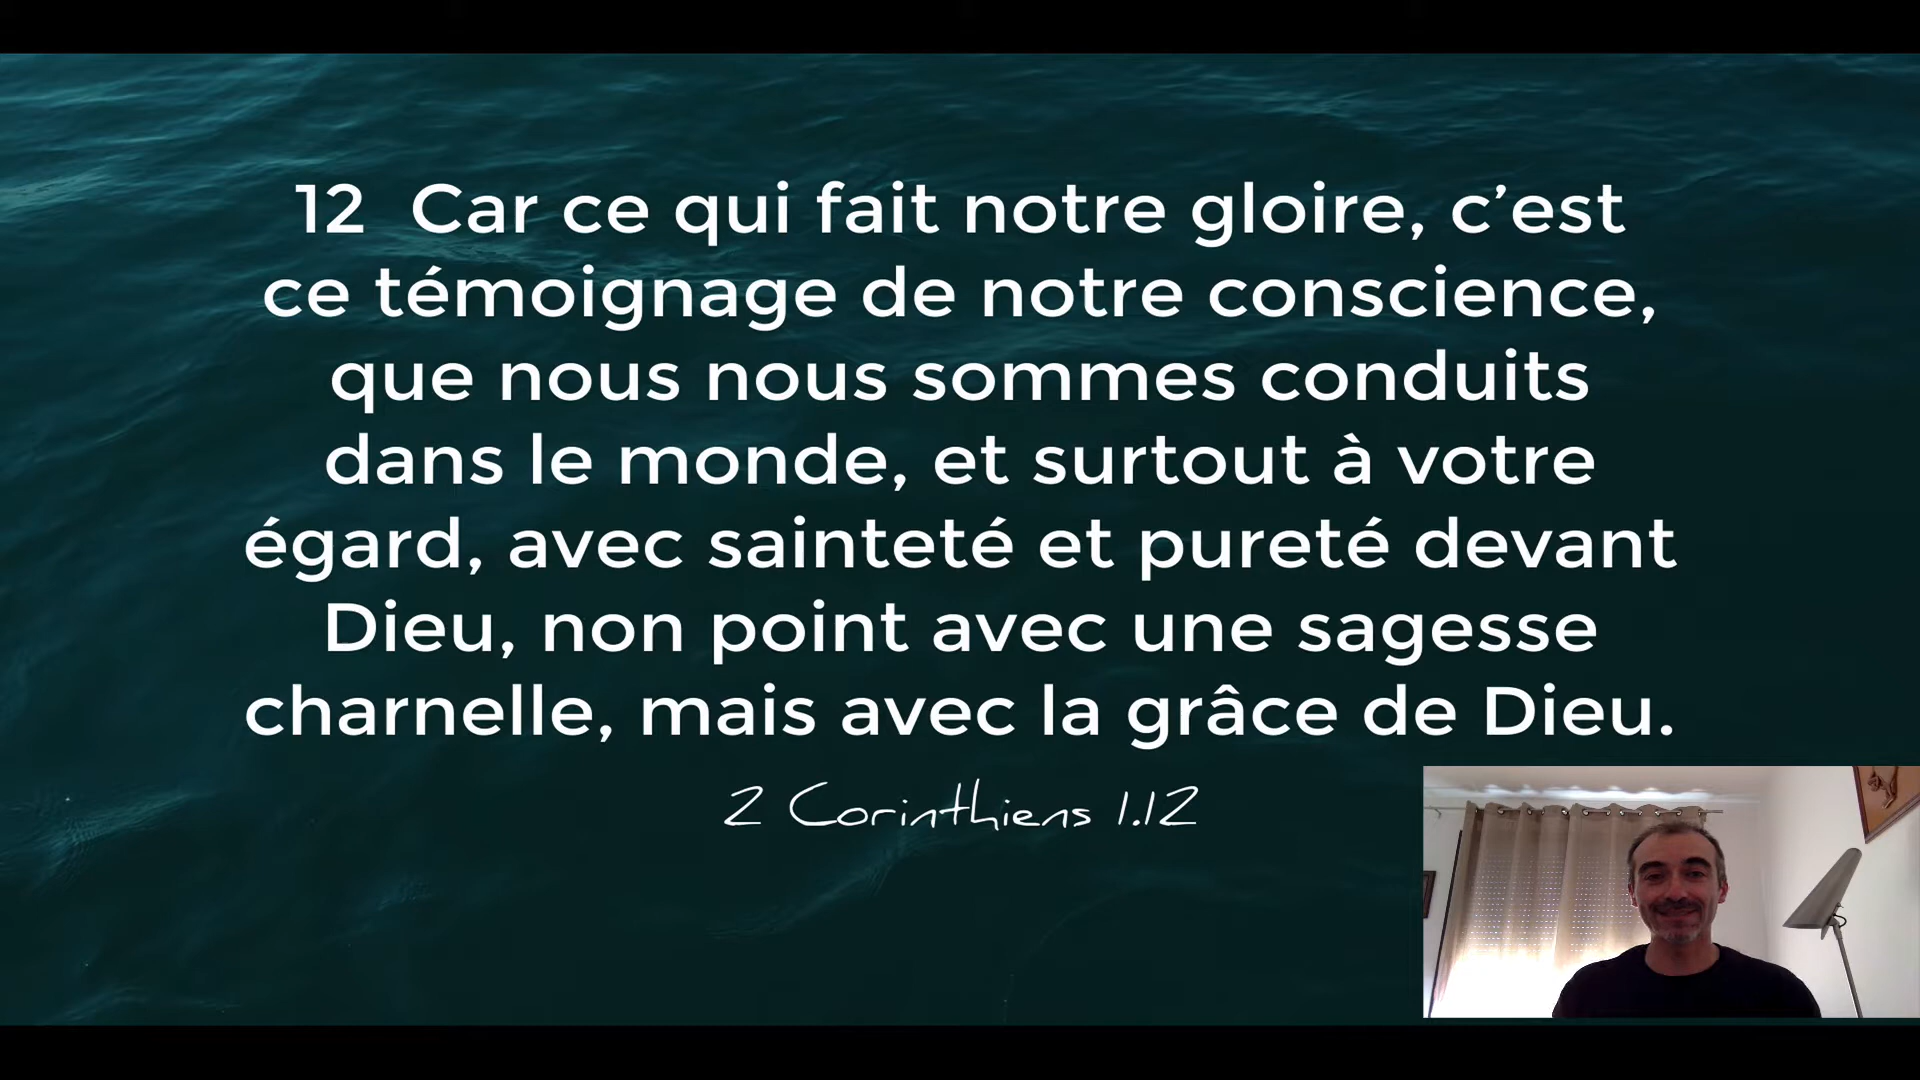 12 Car ce qui fait notre gloire, c’est
ce témoignage de notre conscience,
que nous nous sommes conduits
dans le monde, et surtout à votre
égard, avec sainteté et pureté devant
Dieu, non point avec une sagesse
charnelle, mais avec la grâce de Dieu.
2 Corinthiens 1.12